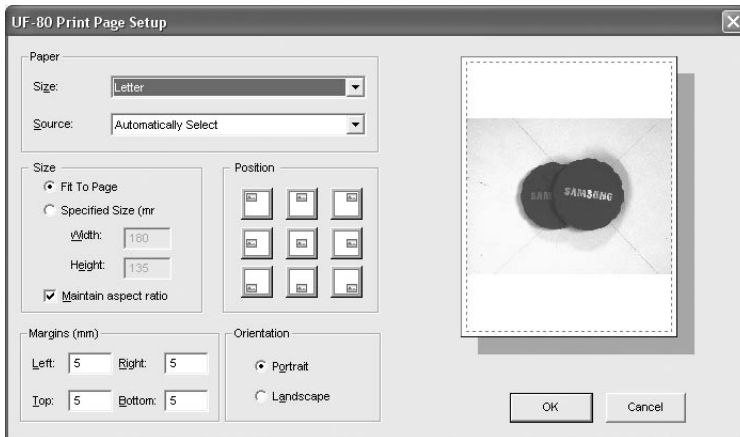 UF-80 Print Page Setup
Paper
Size: Letter
Source: Automatically Select
Size
Fit To Page
Specified Size (mr
Width: 180
Height: 135
Maintain aspect ratio
Position
Margins (mm)
Left: 5 Right: 5
Top: 5 Bottom: 5
Orientation
Portrait
Landscape
SAM
SAMSUNG
OK Cancel